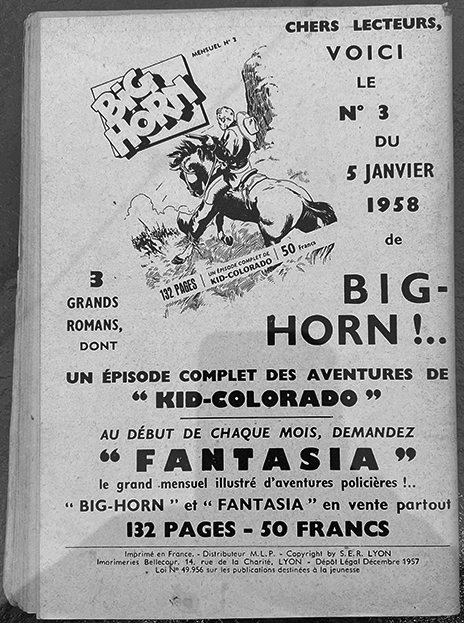 CHERS LECTEURS,
VOICI
LE
N° 3
DU
5 JANVIER
1958
de
BIG-
HORN !..
MENSUEL N° 3
BIG
HORN
132 PAGES
UN ÉPISODE COMPLET DE
KID-COLORADO
50 Francs
3
GRANDS
ROMANS,
DONT
UN ÉPISODE COMPLET DES AVENTURES DE
“ KID-COLORADO ”
AU DÉBUT DE CHAQUE MOIS, DEMANDEZ
“ FANTASIA ”
le grand mensuel illustré d'aventures policières !..
“ BIG-HORN ” et “ FANTASIA ” en vente partout
132 PAGES - 50 FRANCS
Imprimé en France. - Distributeur M.L.P. - Copyright by S.E.R. LYON
Imprimeries Bellecour, 14, rue de la Charité, LYON - Dépôt Légal Décembre 1957
Loi N° 49.956 sur les publications destinées à la jeunesse